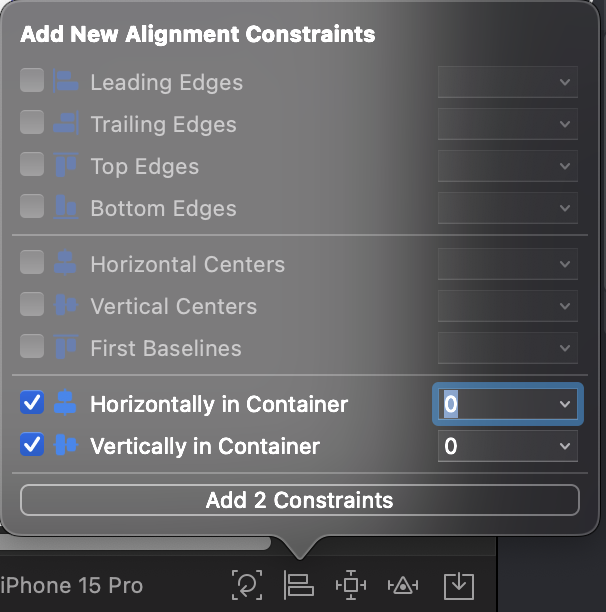 Add New Alignment Constraints
Leading Edges
Trailing Edges
Top Edges
Bottom Edges
Horizontal Centers
Vertical Centers
First Baselines
Horizontally in Container 0
Vertically in Container 0
Add 2 Constraints
iPhone 15 Pro